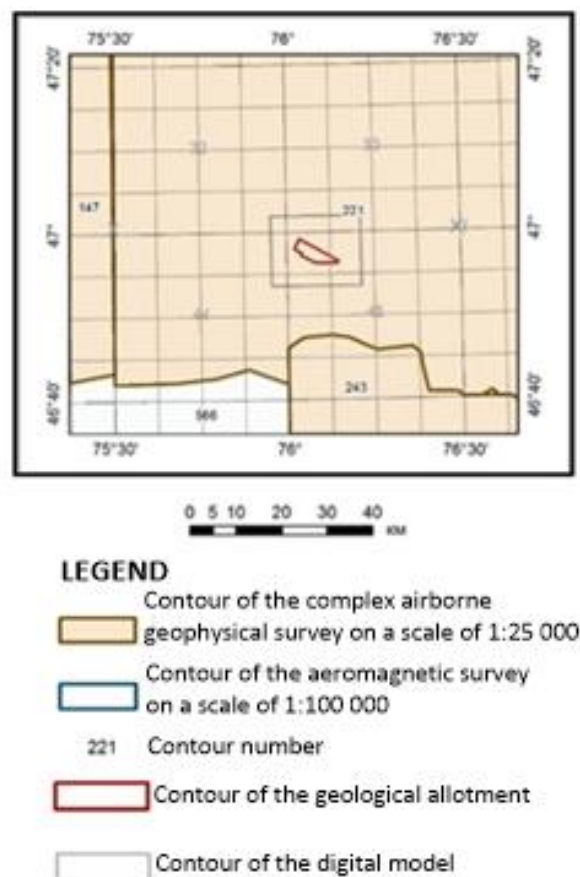 75°30' 76° 76°30'
47°20' 47°20'
147
221
47° 47°
243
566
46°40' 46°40'
75°30' 76° 76°30'
0 5 10 20 30 40 КМ
LEGEND
Contour of the complex airborne
geophysical survey on a scale of 1:25 000
Contour of the aeromagnetic survey
on a scale of 1:100 000
221 Contour number
Contour of the geological allotment
Contour of the digital model